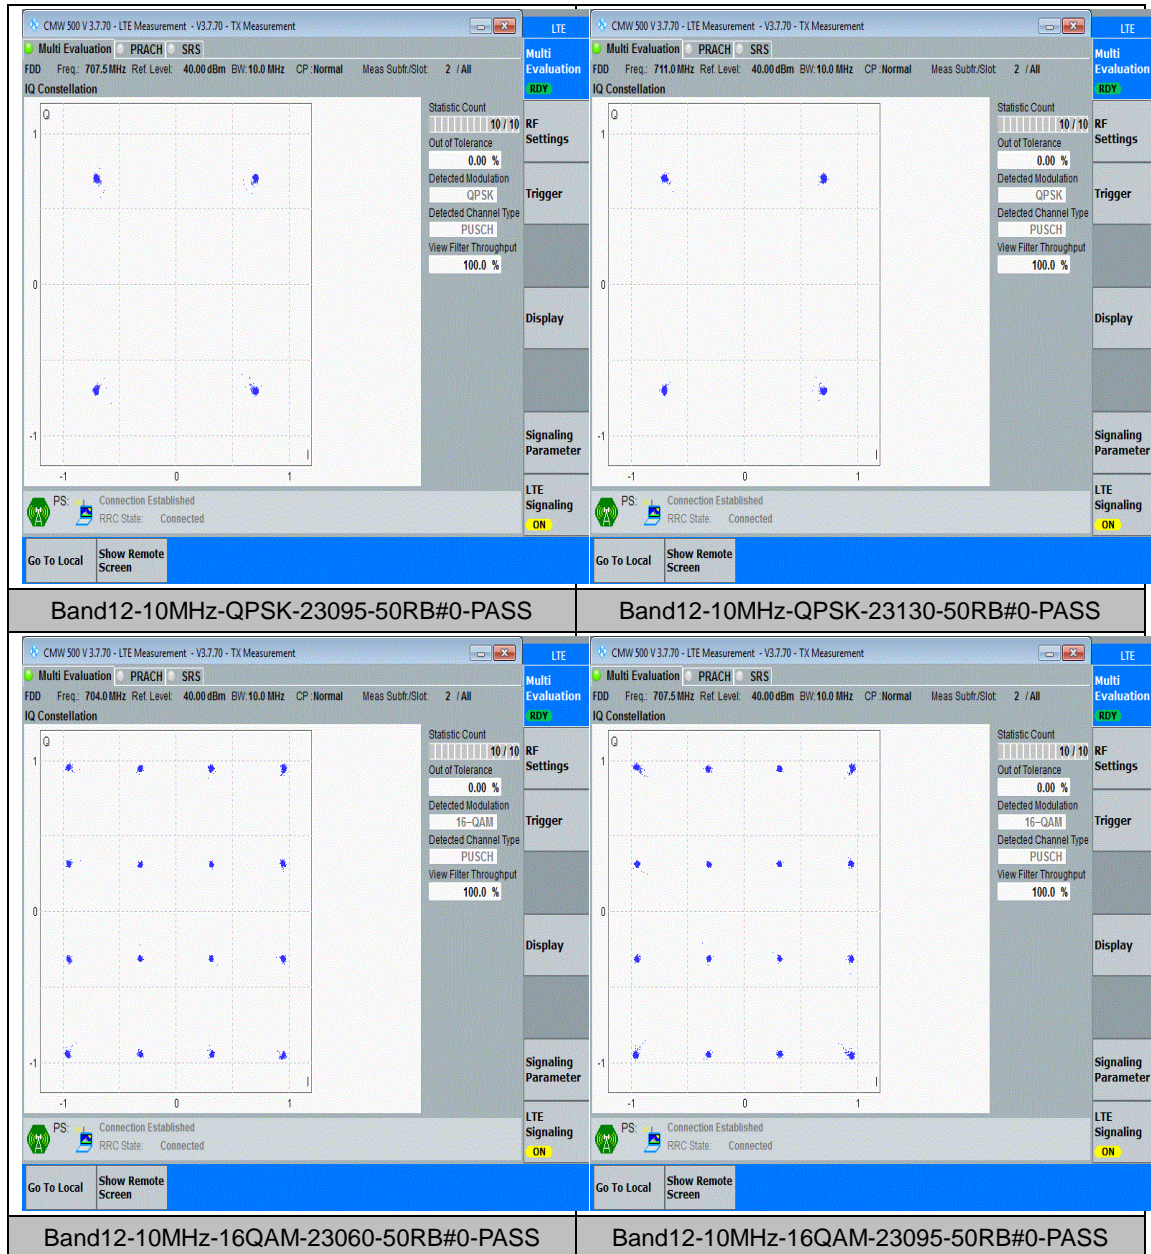 CMW 500 V 3.7.70 - LTE Measurement - V3.7.70 - TX Measurement
LTE
Multi Evaluation PRACH SRS
Multi Evaluation
RDY
FDD Freq.: 707.5 MHz Ref. Level: 40.00 dBm BW: 10.0 MHz CP : Normal Meas Subfr./Slot: 2 / All
IQ Constellation
Q
1
0
-1
-1 0 1
I
Statistic Count
10 / 10
Out of Tolerance
0.00 %
Detected Modulation
QPSK
Detected Channel Type
PUSCH
View Filter Throughput
100.0 %
RF Settings
Trigger
Display
Signaling Parameter
LTE Signaling
ON
PS: Connection Established
RRC State: Connected
Go To Local
Show Remote Screen
CMW 500 V 3.7.70 - LTE Measurement - V3.7.70 - TX Measurement
LTE
Multi Evaluation PRACH SRS
Multi Evaluation
RDY
FDD Freq.: 711.0 MHz Ref. Level: 40.00 dBm BW: 10.0 MHz CP : Normal Meas Subfr./Slot: 2 / All
IQ Constellation
Q
1
0
-1
-1 0 1
I
Statistic Count
10 / 10
Out of Tolerance
0.00 %
Detected Modulation
QPSK
Detected Channel Type
PUSCH
View Filter Throughput
100.0 %
RF Settings
Trigger
Display
Signaling Parameter
LTE Signaling
ON
PS: Connection Established
RRC State: Connected
Go To Local
Show Remote Screen
Band12-10MHz-QPSK-23095-50RB#0-PASS
Band12-10MHz-QPSK-23130-50RB#0-PASS
CMW 500 V 3.7.70 - LTE Measurement - V3.7.70 - TX Measurement
LTE
Multi Evaluation PRACH SRS
Multi Evaluation
RDY
FDD Freq.: 704.0 MHz Ref. Level: 40.00 dBm BW: 10.0 MHz CP : Normal Meas Subfr./Slot: 2 / All
IQ Constellation
Q
1
0
-1
-1 0 1
I
Statistic Count
10 / 10
Out of Tolerance
0.00 %
Detected Modulation
16-QAM
Detected Channel Type
PUSCH
View Filter Throughput
100.0 %
RF Settings
Trigger
Display
Signaling Parameter
LTE Signaling
ON
PS: Connection Established
RRC State: Connected
Go To Local
Show Remote Screen
CMW 500 V 3.7.70 - LTE Measurement - V3.7.70 - TX Measurement
LTE
Multi Evaluation PRACH SRS
Multi Evaluation
RDY
FDD Freq.: 707.5 MHz Ref. Level: 40.00 dBm BW: 10.0 MHz CP : Normal Meas Subfr./Slot: 2 / All
IQ Constellation
Q
1
0
-1
-1 0 1
I
Statistic Count
10 / 10
Out of Tolerance
0.00 %
Detected Modulation
16-QAM
Detected Channel Type
PUSCH
View Filter Throughput
100.0 %
RF Settings
Trigger
Display
Signaling Parameter
LTE Signaling
ON
PS: Connection Established
RRC State: Connected
Go To Local
Show Remote Screen
Band12-10MHz-16QAM-23060-50RB#0-PASS
Band12-10MHz-16QAM-23095-50RB#0-PASS